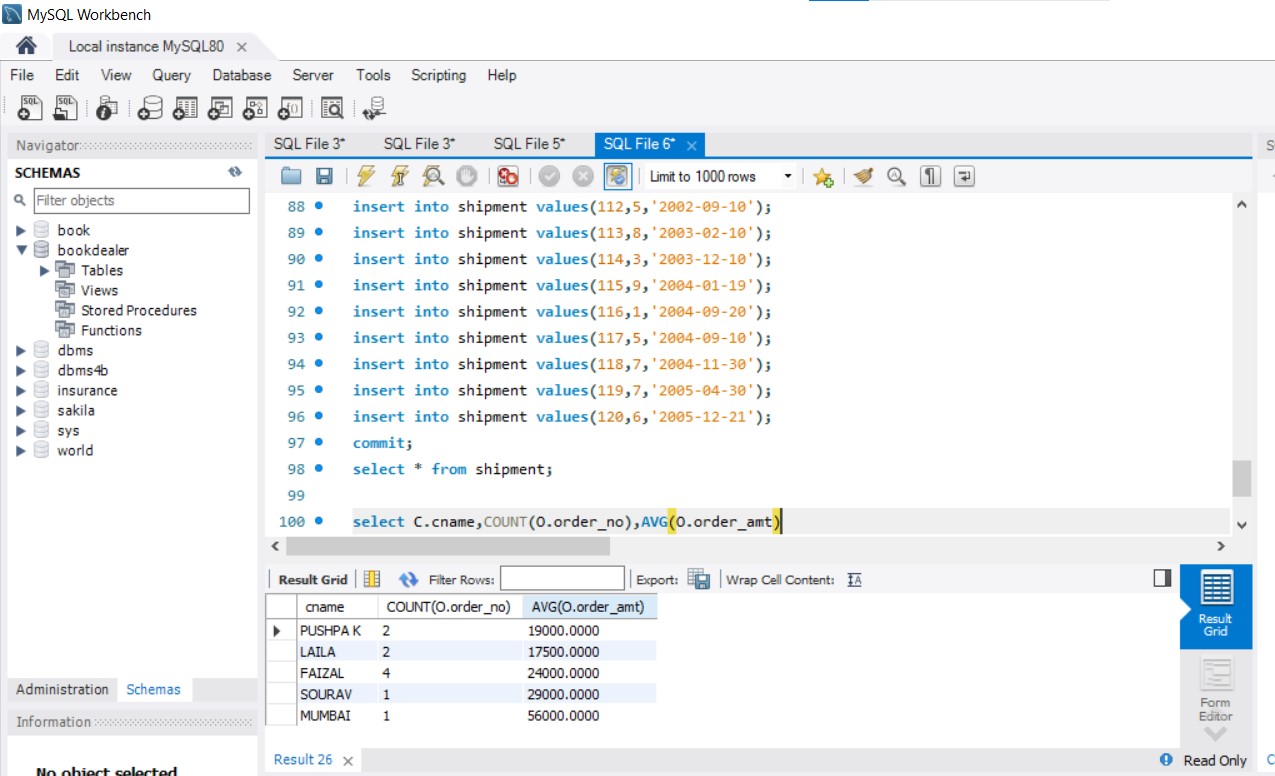 MySQL Workbench
Local instance MySQL80
File Edit View Query Database Server Tools Scripting Help
Navigator
SCHEMAS
Filter objects
book
bookdealer
Tables
Views
Stored Procedures
Functions
dbms
dbms4b
insurance
sakila
sys
world
Administration Schemas
Information
No object selected
SQL File 3* SQL File 3* SQL File 5* SQL File 6*
Limit to 1000 rows
88 insert into shipment values(112,5,'2002-09-10');
89 insert into shipment values(113,8,'2003-02-10');
90 insert into shipment values(114,3,'2003-12-10');
91 insert into shipment values(115,9,'2004-01-19');
92 insert into shipment values(116,1,'2004-09-20');
93 insert into shipment values(117,5,'2004-09-10');
94 insert into shipment values(118,7,'2004-11-30');
95 insert into shipment values(119,7,'2005-04-30');
96 insert into shipment values(120,6,'2005-12-21');
97 commit;
98 select * from shipment;
99
100 select C.cname,COUNT(O.order_no),AVG(O.order_amt)
Result Grid Filter Rows: Export: Wrap Cell Content:
cname COUNT(O.order_no) AVG(O.order_amt)
PUSHPA K 2 19000.0000
LAILA 2 17500.0000
FAIZAL 4 24000.0000
SOURAV 1 29000.0000
MUMBAI 1 56000.0000
Result
Grid
Form
Editor
Result 26
Read Only